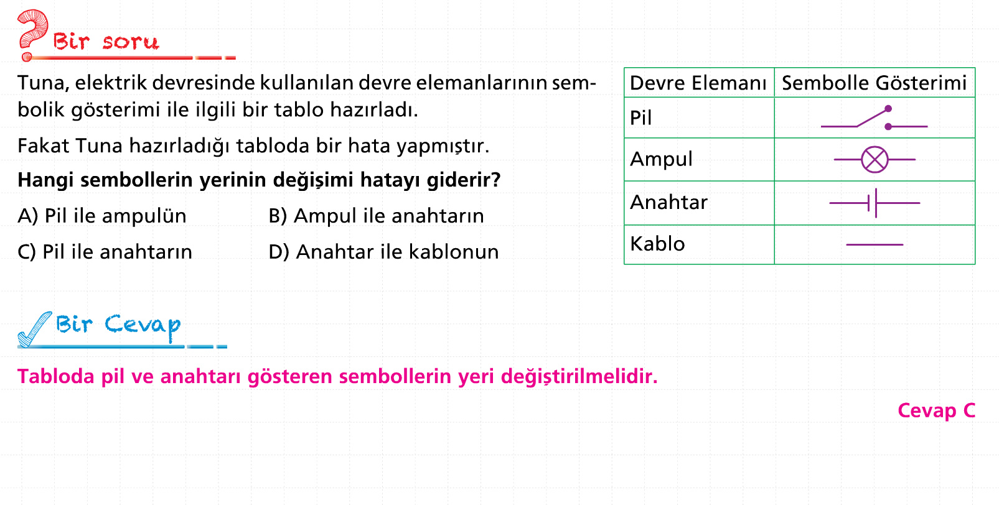 Bir soru
Tuna, elektrik devresinde kullanılan devre elemanlarının sem-
bolik gösterimi ile ilgili bir tablo hazırladı.
Fakat Tuna hazırladığı tabloda bir hata yapmıştır.
Hangi sembollerin yerinin değişimi hatayı giderir?
A) Pil ile ampulün B) Ampul ile anahtarın
C) Pil ile anahtarın D) Anahtar ile kablonun
Devre Elemanı Sembolle Gösterimi
Pil
Ampul
Anahtar
Kablo
Bir Cevap
Tabloda pil ve anahtarı gösteren sembollerin yeri değiştirilmelidir.
Cevap C